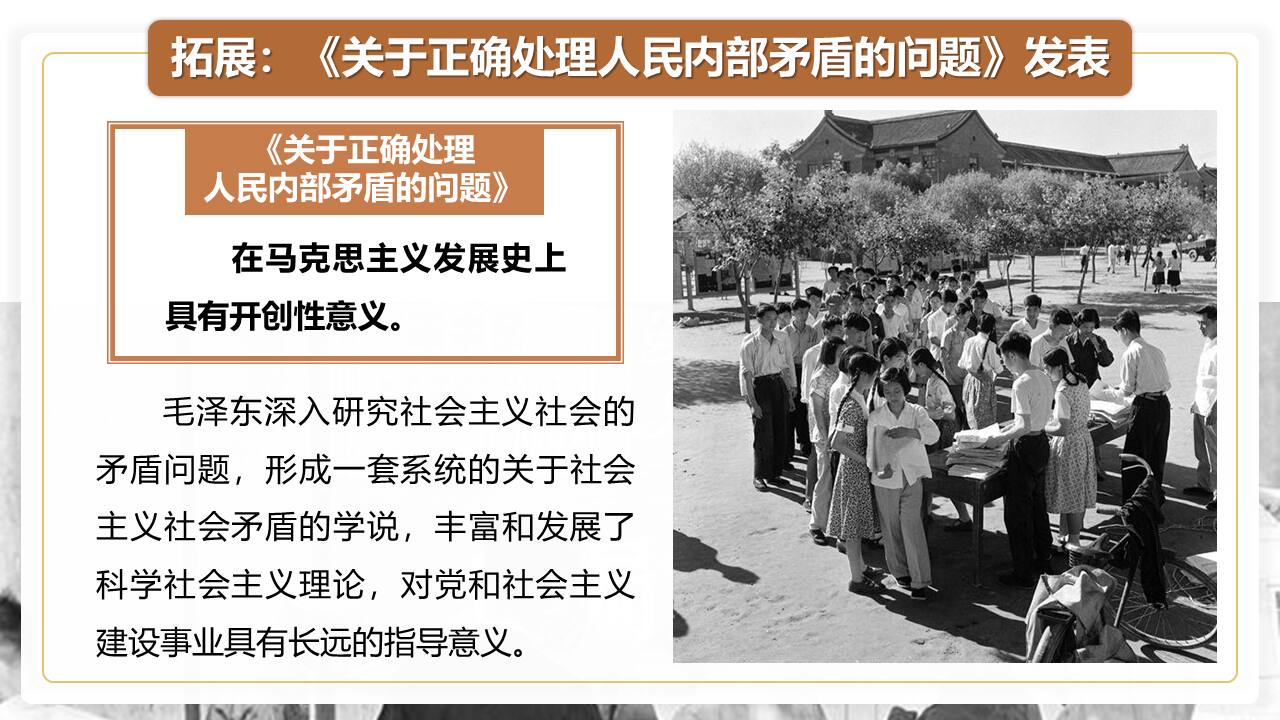 拓展：《关于正确处理人民内部矛盾的问题》发表
《关于正确处理
人民内部矛盾的问题》
在马克思主义发展史上
具有开创性意义。
毛泽东深入研究社会主义社会的
矛盾问题，形成一套系统的关于社会
主义社会矛盾的学说，丰富和发展了
科学社会主义理论，对党和社会主义
建设事业具有长远的指导意义。